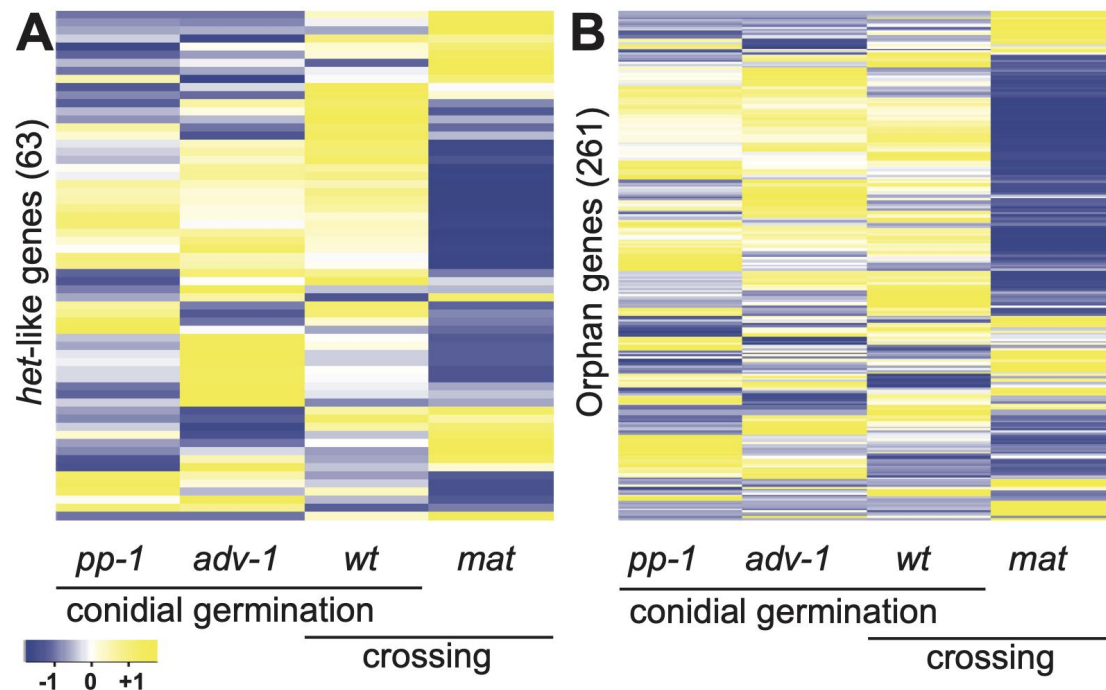 A
B
het-like genes (63)
Orphan genes (261)
pp-1 adv-1 wt mat
pp-1 adv-1 wt mat
conidial germination
conidial germination
crossing
crossing
-1 0 +1